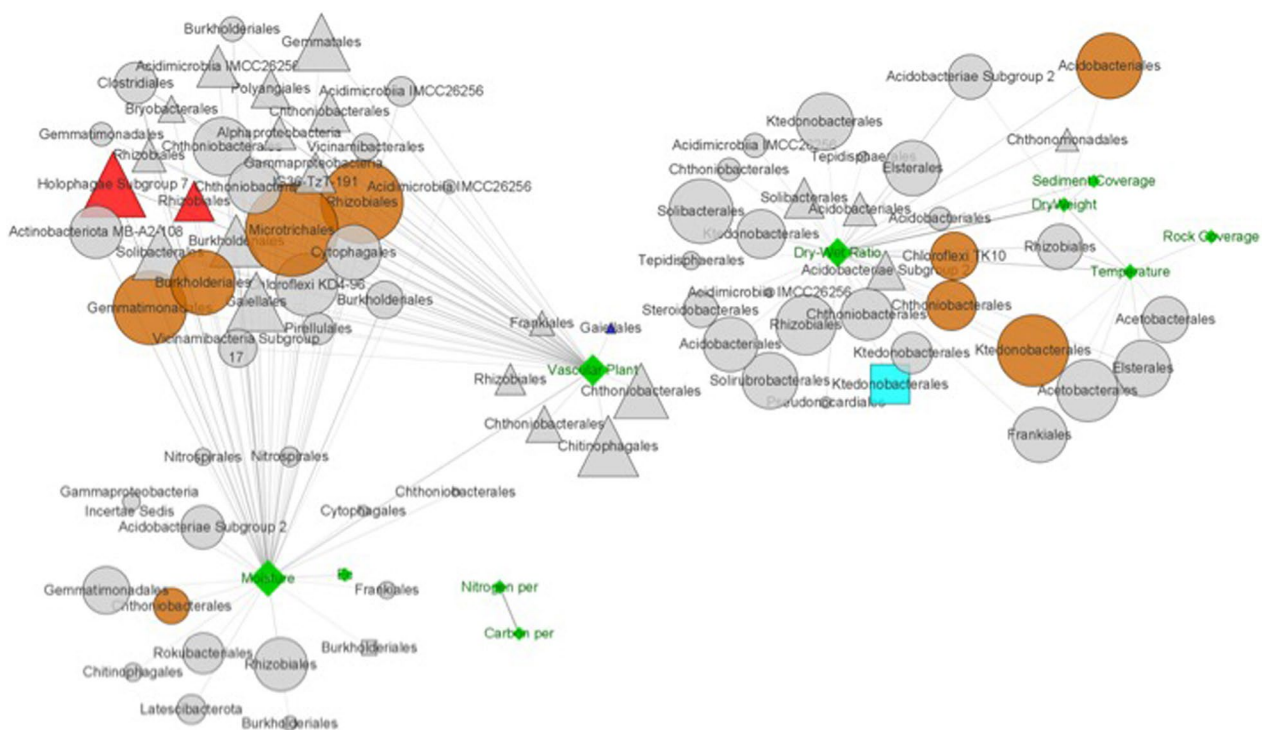 Burkholderiales
Gemmatales
Acidimicrobiia IMCC26256
Clostridiales
Polyangiales
Acidimicrobiia IMCC26256
Bryobacterales
Chthoniobacterales
Gemmatimonadales
Alphaproteobacteria
Chthoniobacterales
Vicinamibacterales
Rhizobiales
Gammaproteobacteria
IG36-TzT-191
Holophagae Subgroup 7
Chthoniobacterales
Acidimicrobiia IMCC26256
Rhizobiales
Rhizobiales
Actinobacteriota MB-A2-108
Burkholderiales
Microtrichales
Solibacterales
Cytophagales
Burkholderiales
Chloroflexi KD4-96
Gemmatimonadales
Gaiellales
Burkholderiales
Pirellulales
Vicinamibacteria Subgroup
17
Frankiales
Gaiellales
Vascular Plant
Rhizobiales
Chthoniobacterales
Chthoniobacterales
Chitinophagales
Nitrospirales
Nitrospirales
Gammaproteobacteria
Incertae Sedis
Chthoniobacterales
Cytophagales
Acidobacteriae Subgroup 2
Moisture
Gemmatimonadales
Chthoniobacterales
Frankiales
Nitrogen per
Carbon per
Rokubacteriales
Rhizobiales
Burkholderiales
Chitinophagales
Latescibacterota
Burkholderiales
Acidobacteriales
Acidobacteriae Subgroup 2
Ktedonobacterales
Chthonomonadales
Acidimicrobiia IMCC26256
Tepidisphaerales
Chthoniobacterales
Elsterales
Sediment Coverage
Solibacterales
Dry Weight
Solibacterales
Acidobacteriales
Acidobacteriales
Ktedonobacterales
Rock Coverage
Rhizobiales
Dry-Wet Ratio
Chloroflexi TK10
Tepidisphaerales
Acidobacteriae Subgroup 2
Temperature
Acidimicrobiia IMCC26256
Steroidobacterales
Chthoniobacterales
Chthoniobacterales
Rhizobiales
Acetobacterales
Acidobacteriales
Ktedonobacterales
Ktedonobacterales
Elsterales
Solirubrobacterales
Ktedonobacterales
Acetobacterales
Pseudonocardiales
Frankiales